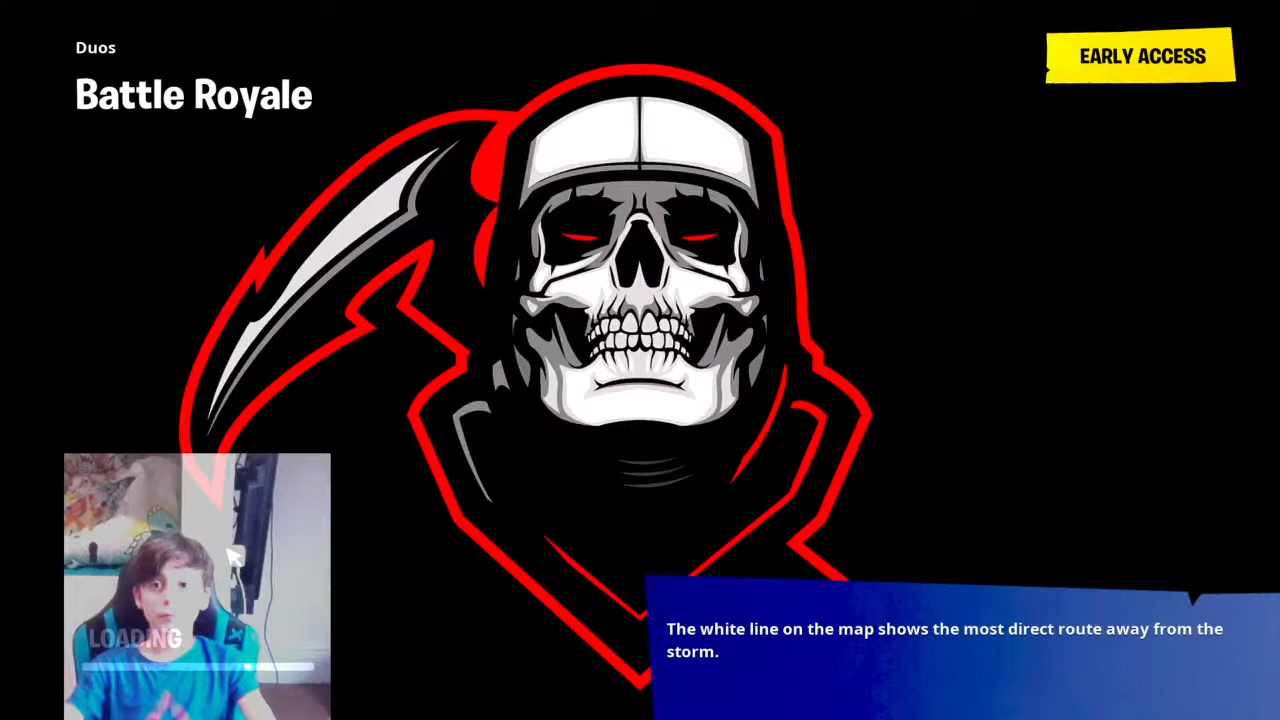 Duos
Battle Royale
EARLY ACCESS
LOADING
The white line on the map shows the most direct route away from the
storm.